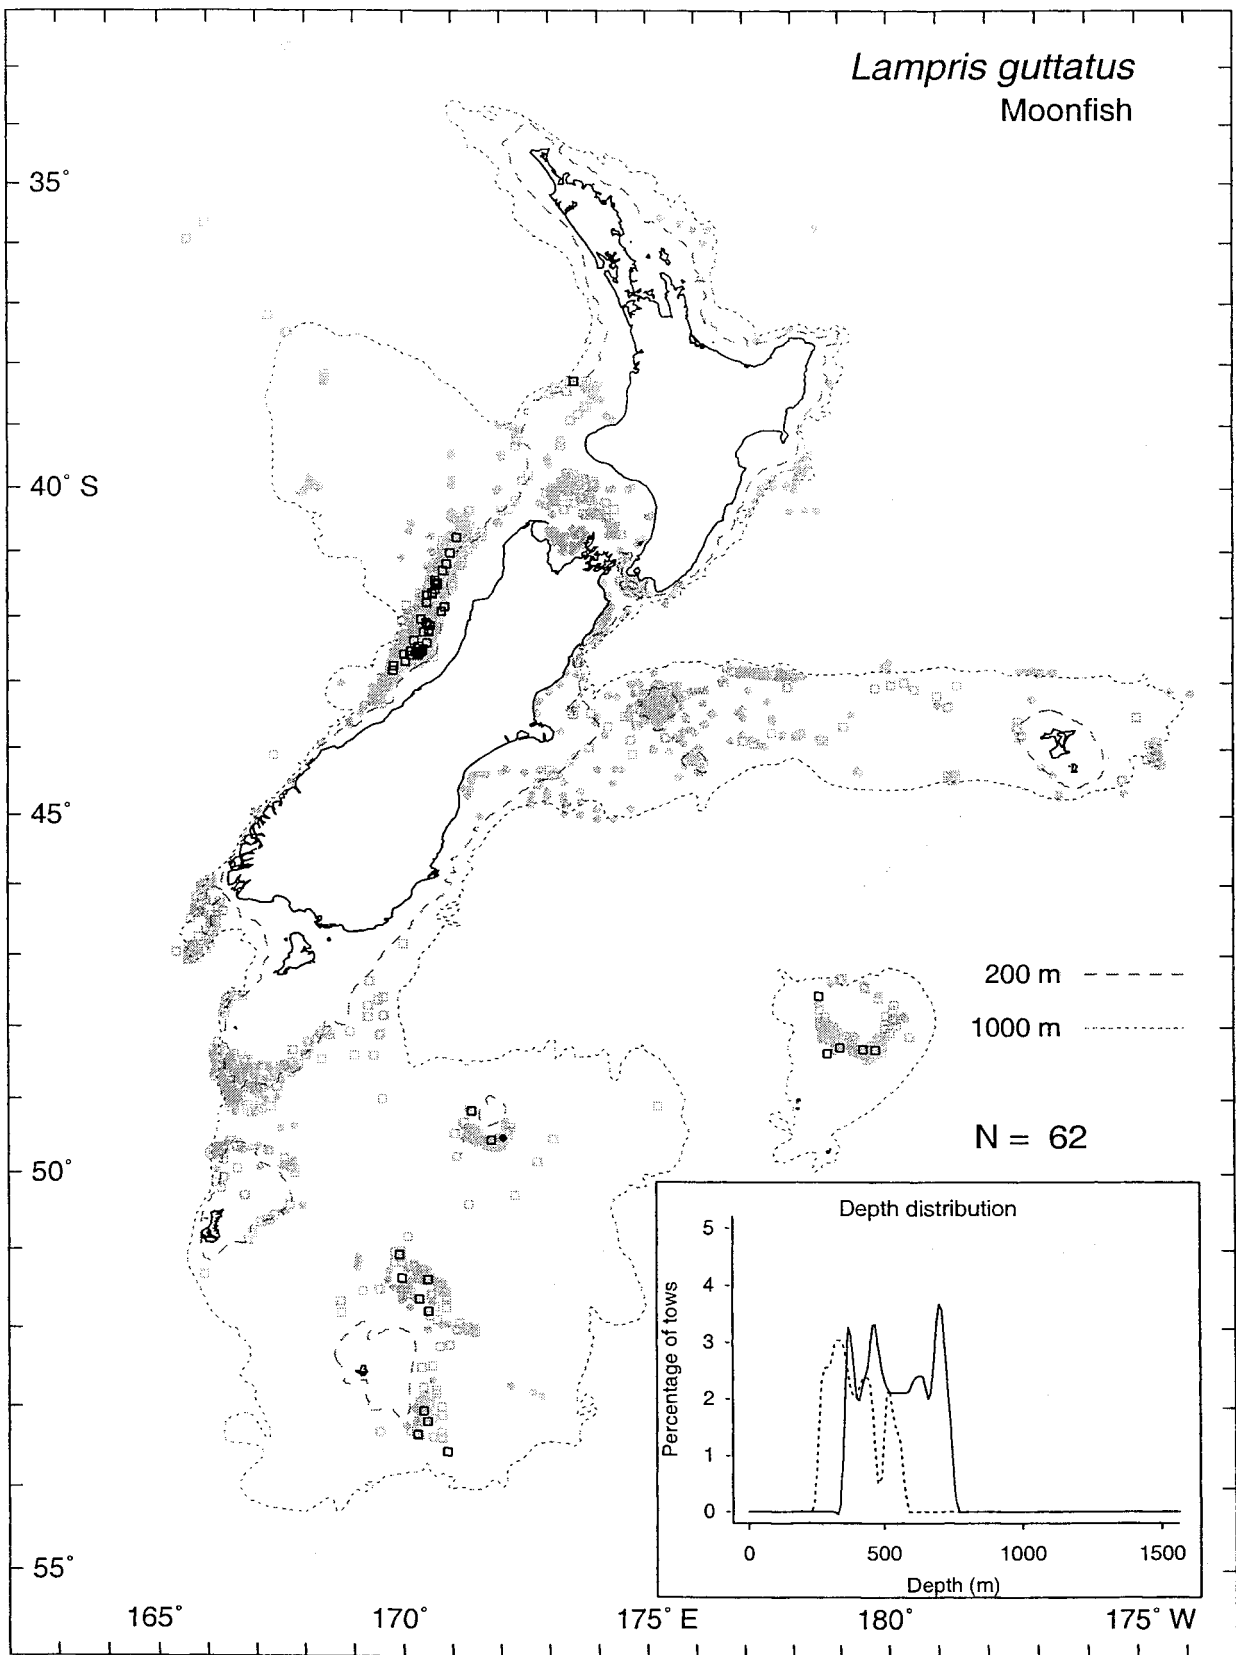 Lampris guttatus
Moonfish
35°
40° S
45°
200 m
1000 m
N = 62
50°
Depth distribution
5
4
3
2
1
0
Percentage of tows
0 500 1000 1500
Depth (m)
55°
165° 170° 175° E 180° 175° W